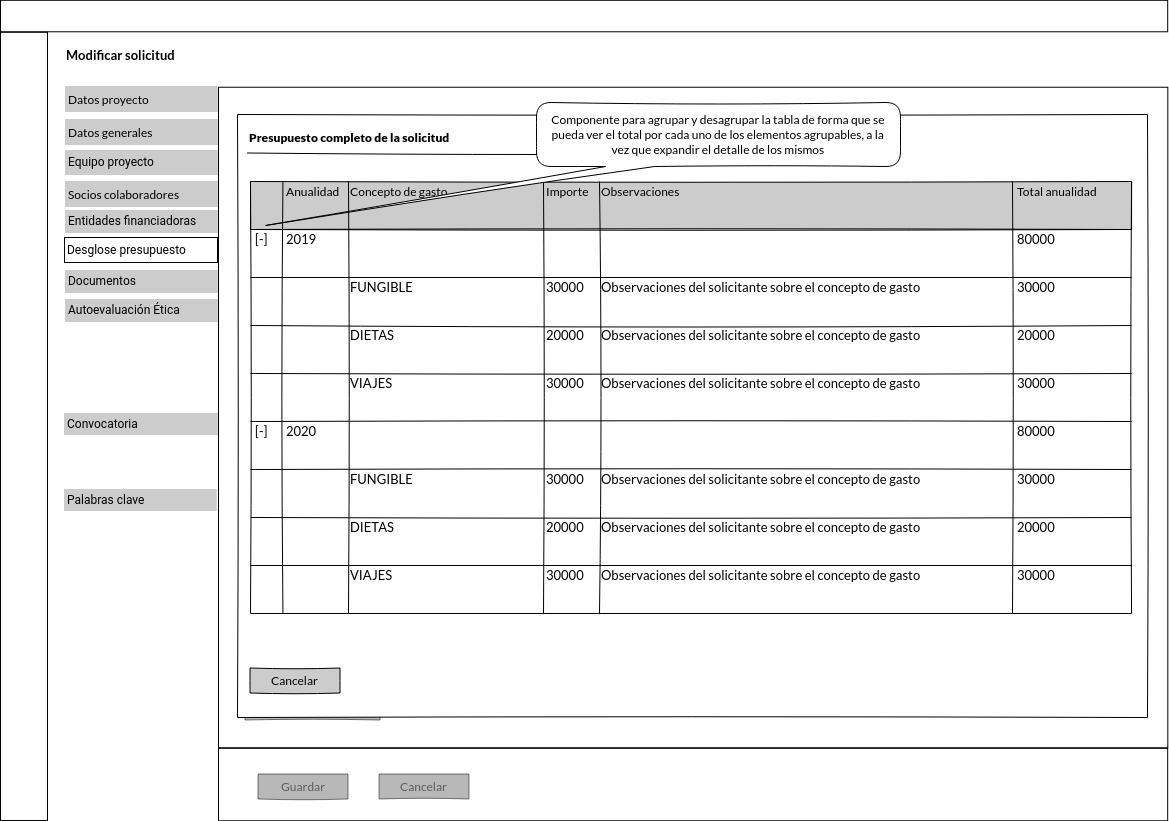 Modificar solicitud
Datos proyecto
Datos generales
Equipo proyecto
Socios colaboradores
Entidades financiadoras
Desglose presupuesto
Documentos
Autoevaluación Ética
Convocatoria
Palabras clave
Componente para agrupar y desagrupar la tabla de forma que se
pueda ver el total por cada uno de los elementos agrupables, a la
vez que expandir el detalle de los mismos
Presupuesto completo de la solicitud
Anualidad Concepto de gasto Importe Observaciones Total anualidad
[-] 2019 80000
FUNGIBLE 30000 Observaciones del solicitante sobre el concepto de gasto 30000
DIETAS 20000 Observaciones del solicitante sobre el concepto de gasto 20000
VIAJES 30000 Observaciones del solicitante sobre el concepto de gasto 30000
[-] 2020 80000
FUNGIBLE 30000 Observaciones del solicitante sobre el concepto de gasto 30000
DIETAS 20000 Observaciones del solicitante sobre el concepto de gasto 20000
VIAJES 30000 Observaciones del solicitante sobre el concepto de gasto 30000
Cancelar
Guardar Cancelar